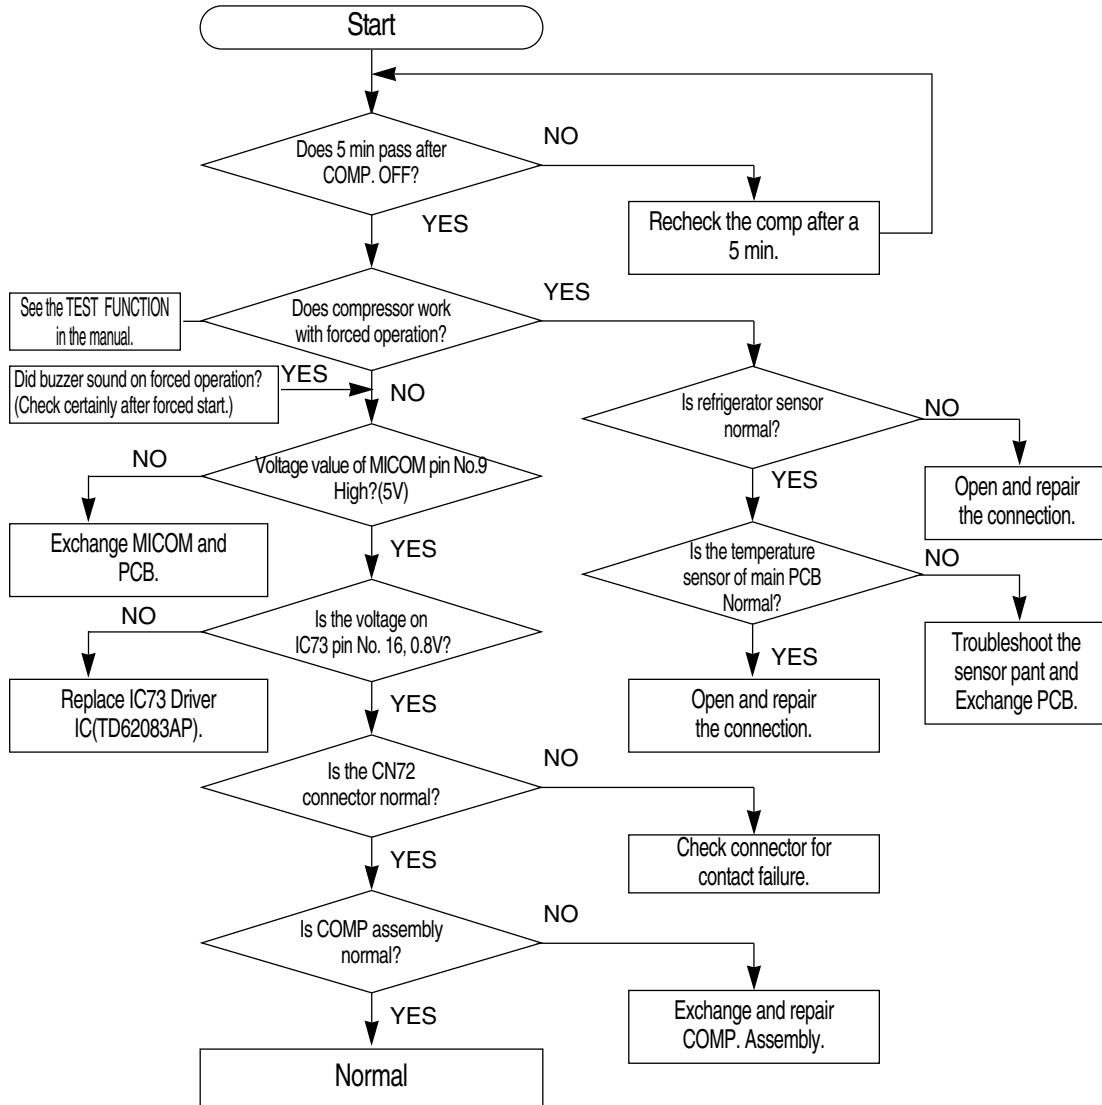 Start
Does 5 min pass after
COMP. OFF?
NO
YES
Recheck the comp after a
5 min.
See the TEST FUNCTION
in the manual.
Does compressor work
with forced operation?
YES
Did buzzer sound on forced operation?
(Check certainly after forced start.)
YES
NO
Is refrigerator sensor
normal?
NO
YES
Open and repair
the connection.
Voltage value of MICOM pin No.9
High?(5V)
NO
YES
Exchange MICOM and
PCB.
Is the temperature
sensor of main PCB
Normal?
NO
YES
Troubleshoot the
sensor pant and
Exchange PCB.
Open and repair
the connection.
Is the voltage on
IC73 pin No. 16, 0.8V?
NO
YES
Replace IC73 Driver
IC(TD62083AP).
Is the CN72
connector normal?
NO
YES
Check connector for
contact failure.
Is COMP assembly
normal?
NO
YES
Exchange and repair
COMP. Assembly.
Normal